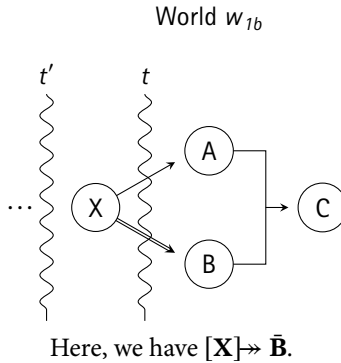 World w1b
t′ t
A
... X C
B
Here, we have [X]↠ B̄.